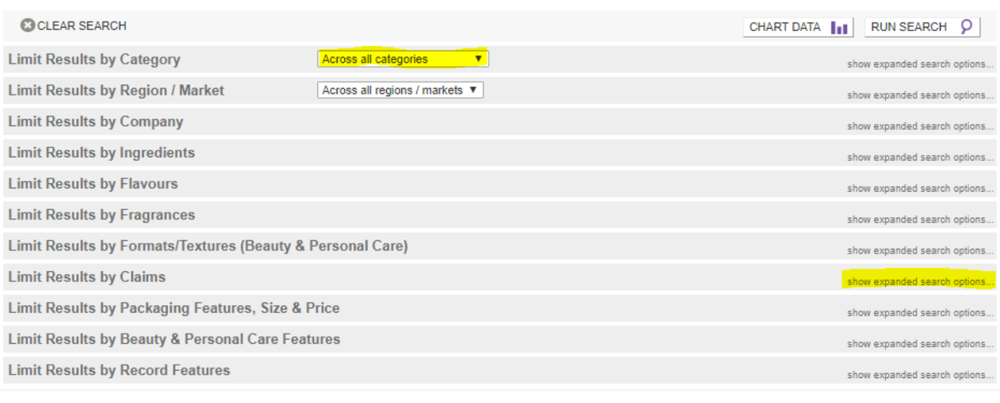 CLEAR SEARCH CHART DATA RUN SEARCH
Limit Results by Category Across all categories ▼ show expanded search options...
Limit Results by Region / Market Across all regions / markets ▼ show expanded search options...
Limit Results by Company show expanded search options...
Limit Results by Ingredients show expanded search options...
Limit Results by Flavours show expanded search options...
Limit Results by Fragrances show expanded search options...
Limit Results by Formats/Textures (Beauty & Personal Care) show expanded search options...
Limit Results by Claims show expanded search options...
Limit Results by Packaging Features, Size & Price show expanded search options...
Limit Results by Beauty & Personal Care Features show expanded search options...
Limit Results by Record Features show expanded search options...